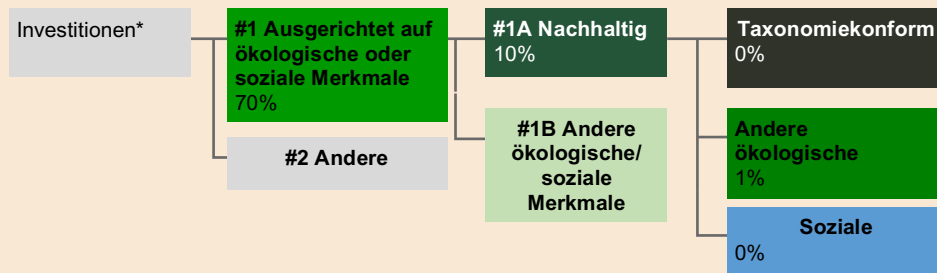 Investitionen*
#1 Ausgerichtet auf
ökologische oder
soziale Merkmale
70%
#2 Andere
#1A Nachhaltig
10%
#1B Andere
ökologische/
soziale
Merkmale
Taxonomiekonform
0%
Andere
ökologische
1%
Soziale
0%